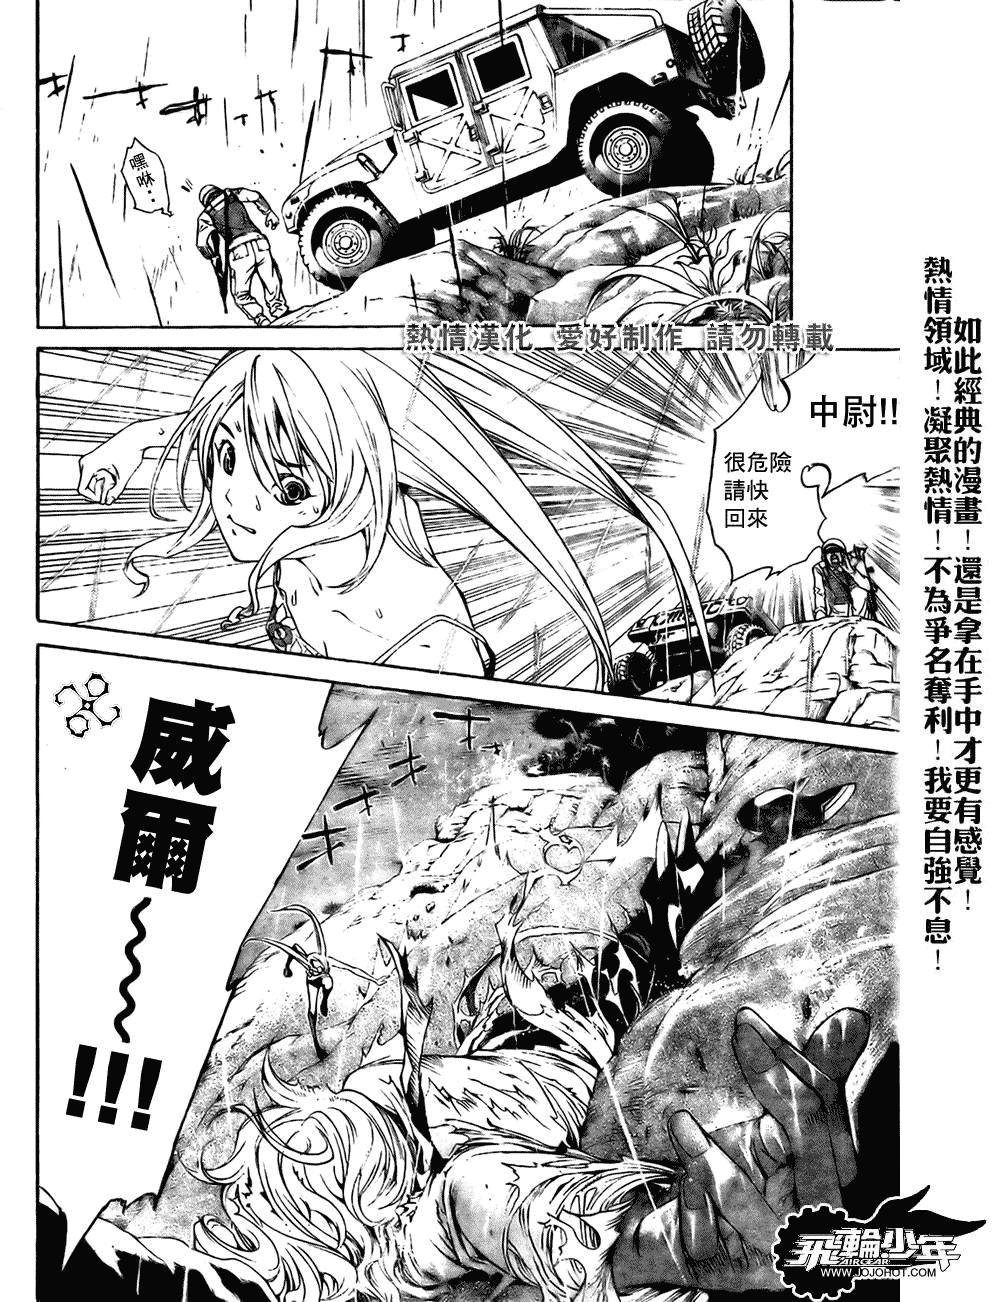 嘿咻‥
熱情漢化 愛好制作 請勿轉載
中尉!!
很危險
請快
回來
威爾~~!!!
如此經典的漫畫！還是拿在手中才更有感覺！
熱情領域！凝聚熱情！不為爭名奪利！我要自強不息！
飛輪少年
AIRGEAR
WWW.JOJOHOT.COM